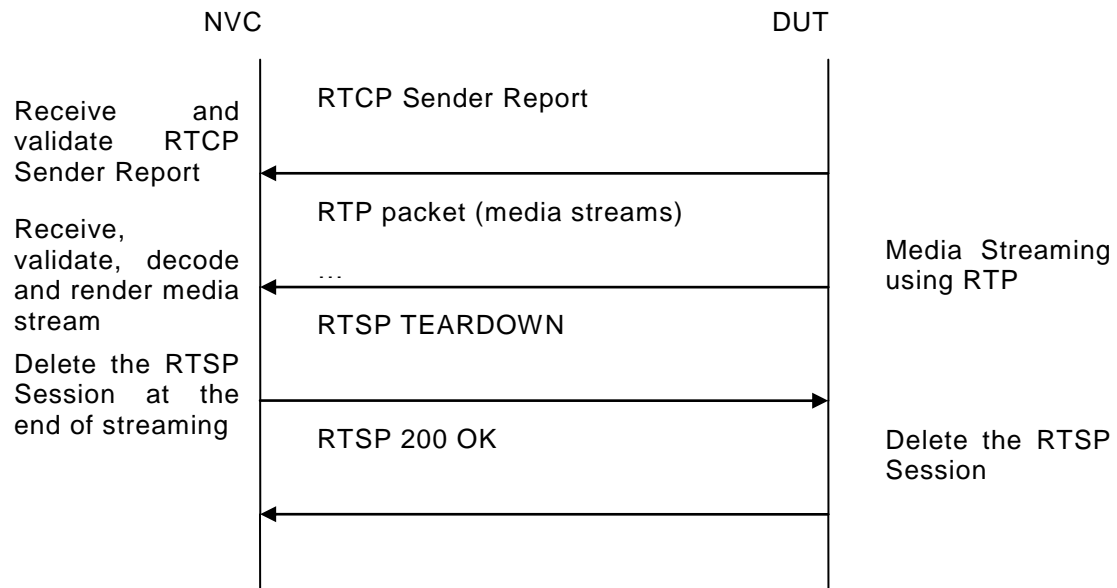 NVC
DUT
RTCP Sender Report
Receive and
validate RTCP
Sender Report
RTP packet (media streams)
Receive,
validate, decode
and render media
stream
...
Media Streaming
using RTP
RTSP TEARDOWN
Delete the RTSP
Session at the
end of streaming
RTSP 200 OK
Delete the RTSP
Session